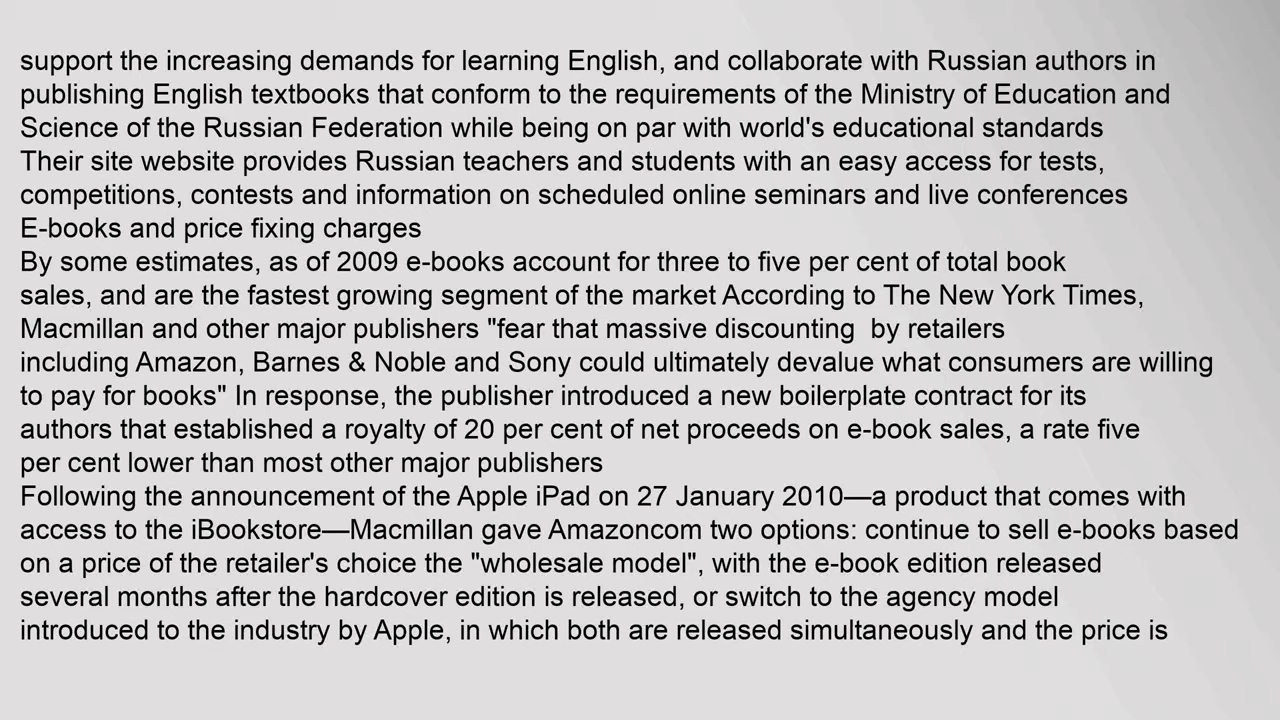 support the increasing demands for learning English, and collaborate with Russian authors in
publishing English textbooks that conform to the requirements of the Ministry of Education and
Science of the Russian Federation while being on par with world's educational standards
Their site website provides Russian teachers and students with an easy access for tests,
competitions, contests and information on scheduled online seminars and live conferences
E-books and price fixing charges
By some estimates, as of 2009 e-books account for three to five per cent of total book
sales, and are the fastest growing segment of the market According to The New York Times,
Macmillan and other major publishers "fear that massive discounting  by retailers
including Amazon, Barnes & Noble and Sony could ultimately devalue what consumers are willing
to pay for books" In response, the publisher introduced a new boilerplate contract for its
authors that established a royalty of 20 per cent of net proceeds on e-book sales, a rate five
per cent lower than most other major publishers
Following the announcement of the Apple iPad on 27 January 2010—a product that comes with
access to the iBookstore—Macmillan gave Amazoncom two options: continue to sell e-books based
on a price of the retailer's choice the "wholesale model", with the e-book edition released
several months after the hardcover edition is released, or switch to the agency model
introduced to the industry by Apple, in which both are released simultaneously and the price is